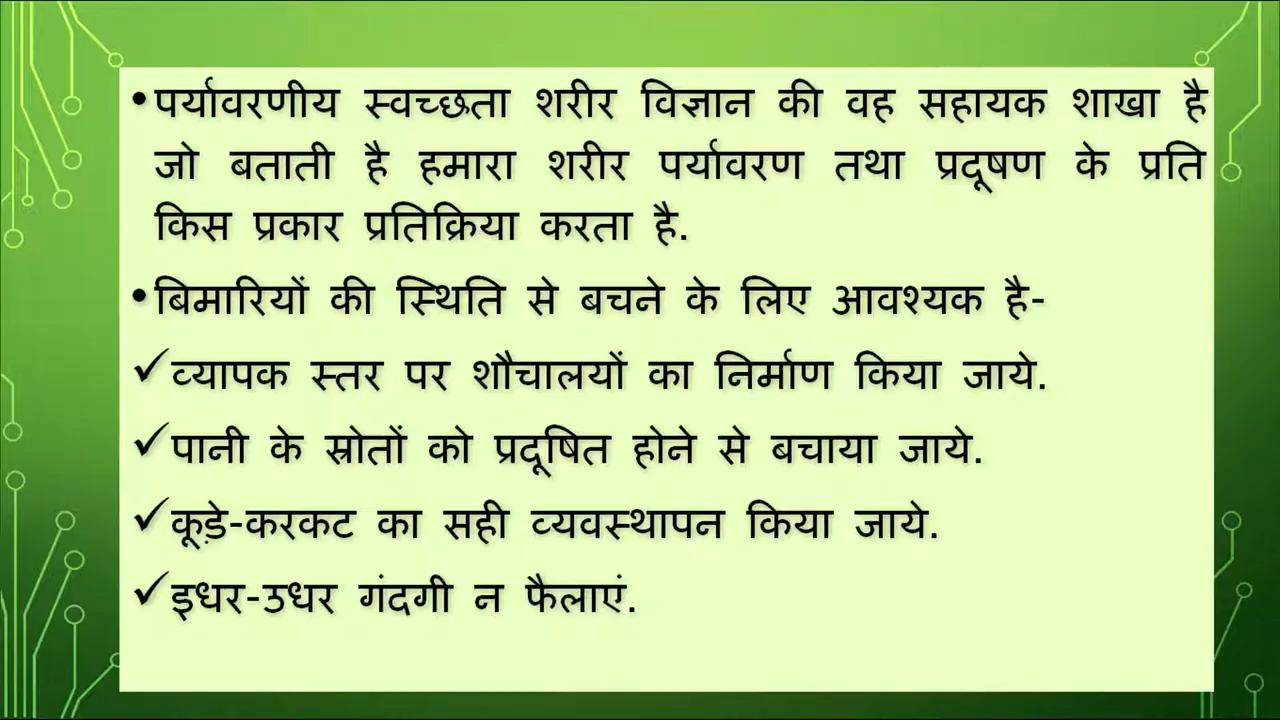 •पर्यावरणीय स्वच्छता शरीर विज्ञान की वह सहायक शाखा है
जो बताती है हमारा शरीर पर्यावरण तथा प्रदूषण के प्रति
किस प्रकार प्रतिक्रिया करता है.
•बिमारियों की स्थिति से बचने के लिए आवश्यक है-
✓व्यापक स्तर पर शौचालयों का निर्माण किया जाये.
✓पानी के स्रोतों को प्रदूषित होने से बचाया जाये.
✓कूड़े-करकट का सही व्यवस्थापन किया जाये.
✓इधर-उधर गंदगी न फैलाएं.